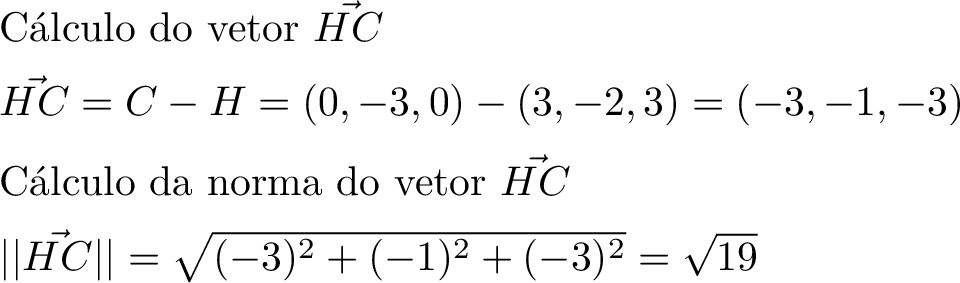 Cálculo do vetor $\vec{HC}$
$\vec{HC} = C - H = (0, -3, 0) - (3, -2, 3) = (-3, -1, -3)$
Cálculo da norma do vetor $\vec{HC}$
$||\vec{HC}|| = \sqrt{(-3)^2 + (-1)^2 + (-3)^2} = \sqrt{19}$